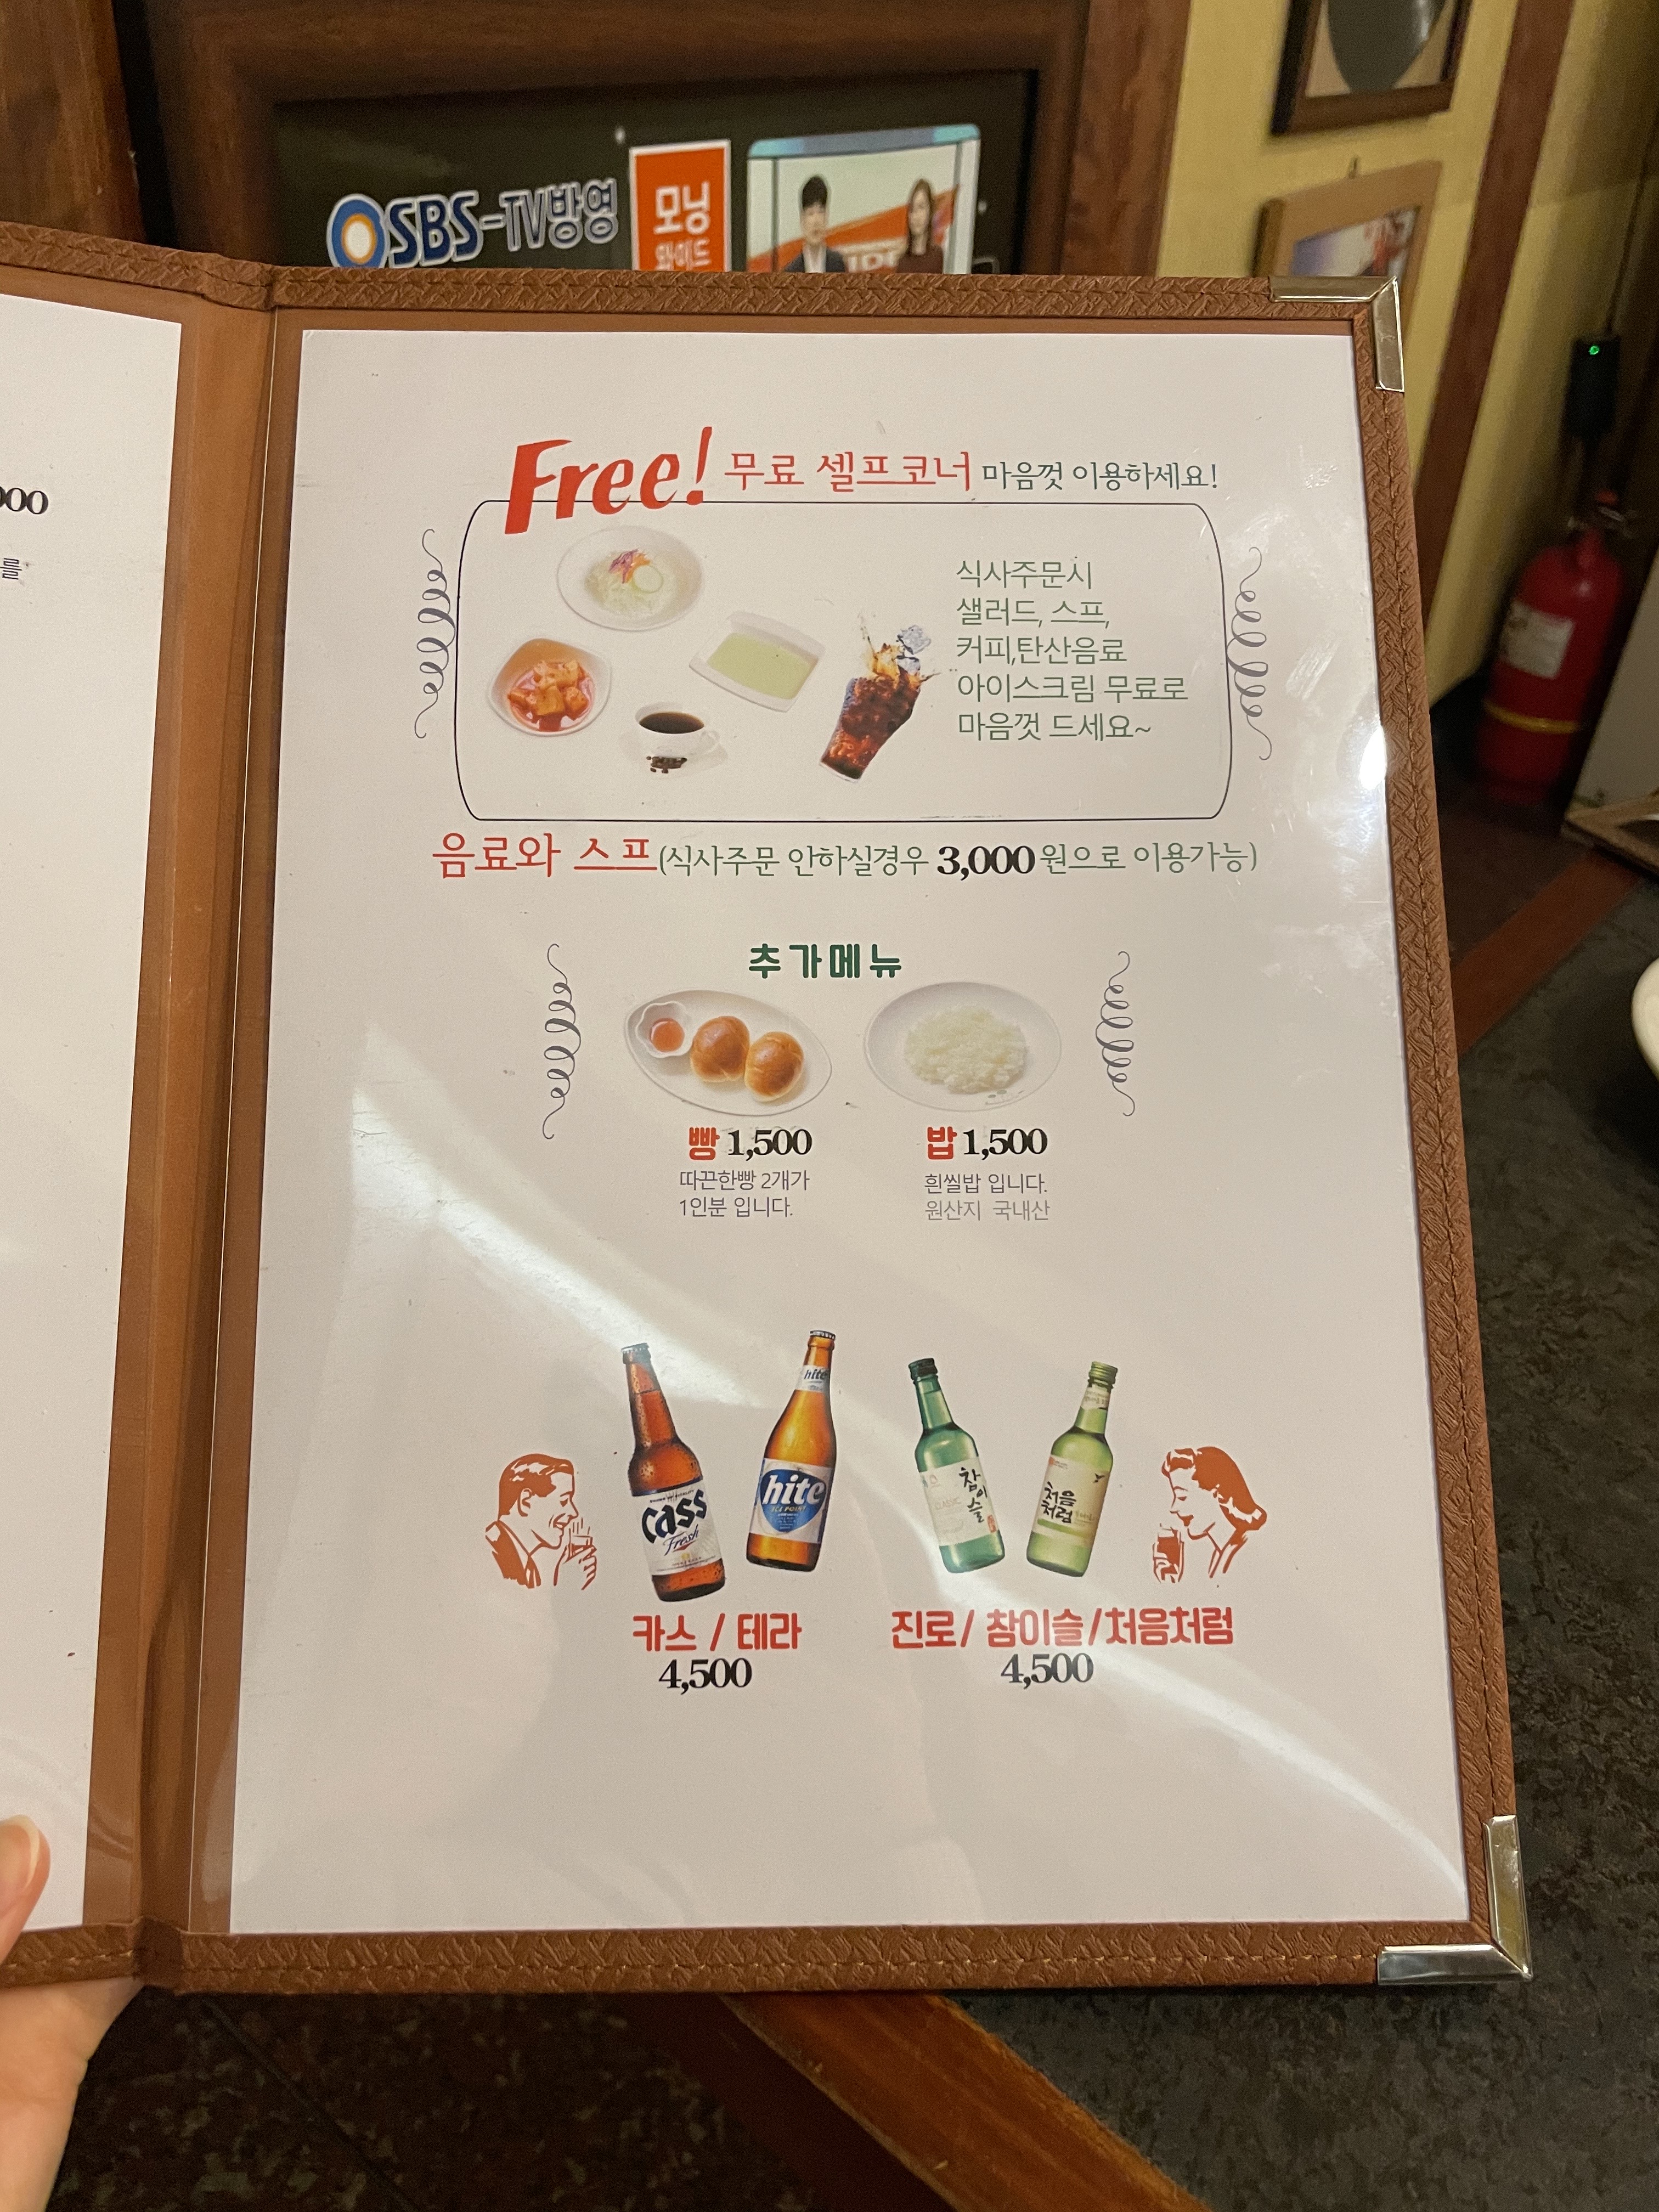 SBS-TV방영
모닝
와이드
000
를
Free! 무료 셀프코너 마음껏 이용하세요!
식사주문시
샐러드, 스프,
커피,탄산음료
아이스크림 무료로
마음껏 드세요~
음료와 스프(식사주문 안하실경우 3,000원으로 이용가능)
추가메뉴
빵 1,500
따끈한빵 2개가
1인분 입니다.
밥 1,500
흰씰밥 입니다.
원산지 국내산
Cass
Fresh
hite
hite
ICE POINT
참이슬
CLASSIC
처음
처럼
카스 / 테라
4,500
진로/ 참이슬/처음처럼
4,500